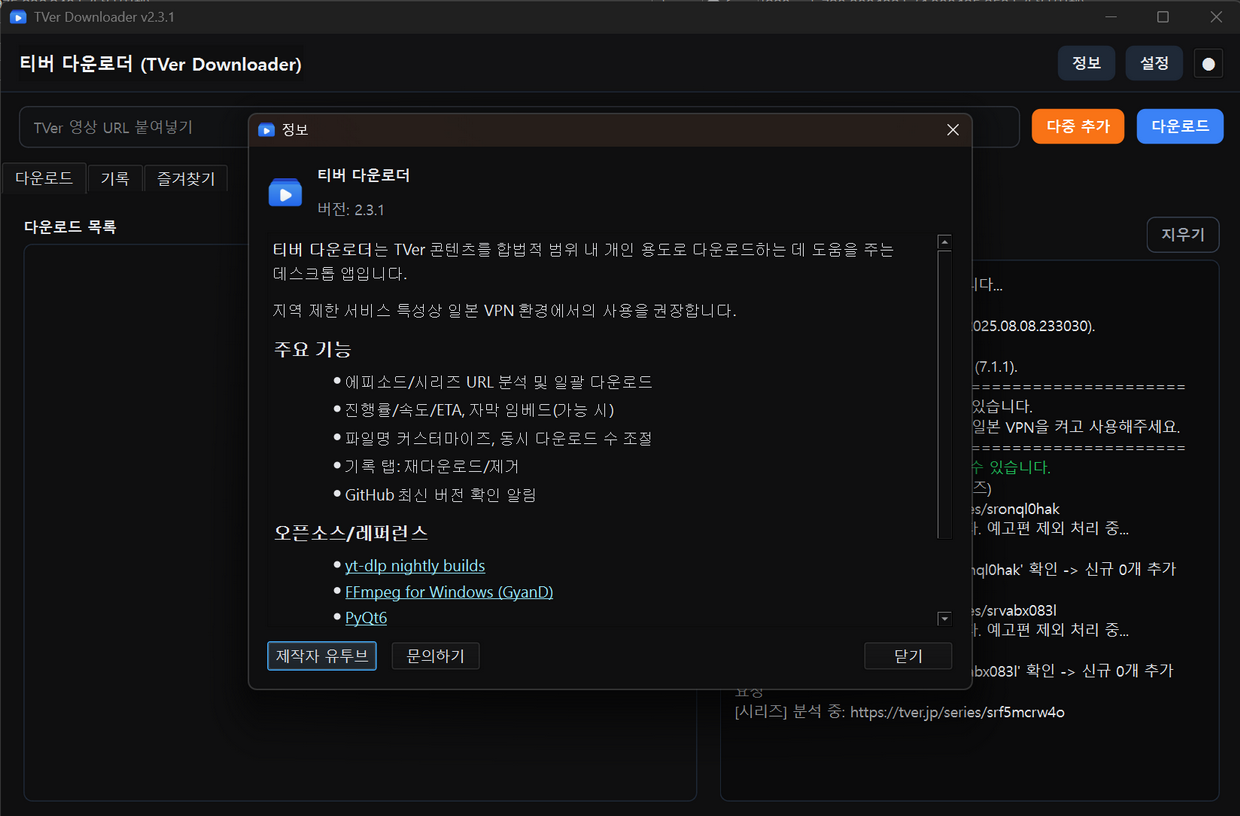 TVer Downloader v2.3.1
티버 다운로더 (TVer Downloader)
정보
설정
TVer 영상 URL 붙여넣기
다중 추가
다운로드
다운로드
기록
즐겨찾기
다운로드 목록
지우기
정보
티버 다운로더
버전: 2.3.1
티버 다운로더는 TVer 콘텐츠를 합법적 범위 내 개인 용도로 다운로드하는 데 도움을 주는
데스크톱 앱입니다.
지역 제한 서비스 특성상 일본 VPN 환경에서의 사용을 권장합니다.
주요 기능
에피소드/시리즈 URL 분석 및 일괄 다운로드
진행률/속도/ETA, 자막 임베드(가능 시)
파일명 커스터마이즈, 동시 다운로드 수 조절
기록 탭: 재다운로드/제거
GitHub 최신 버전 확인 알림
오픈소스/레퍼런스
yt-dlp nightly builds
FFmpeg for Windows (GyanD)
PyQt6
제작자 유튜브
문의하기
닫기
니다...
025.08.08.233030).
(7.1.1).
=====================
있습니다.
일본 VPN을 켜고 사용해주세요.
=====================
수 있습니다.
즈)
es/sronql0hak
다. 예고편 제외 처리 중...
nql0hak' 확인 -> 신규 0개 추가
es/srvabx083l
다. 예고편 제외 처리 중...
abx083l' 확인 -> 신규 0개 추가
요청
[시리즈] 분석 중: https://tver.jp/series/srf5mcrw4o